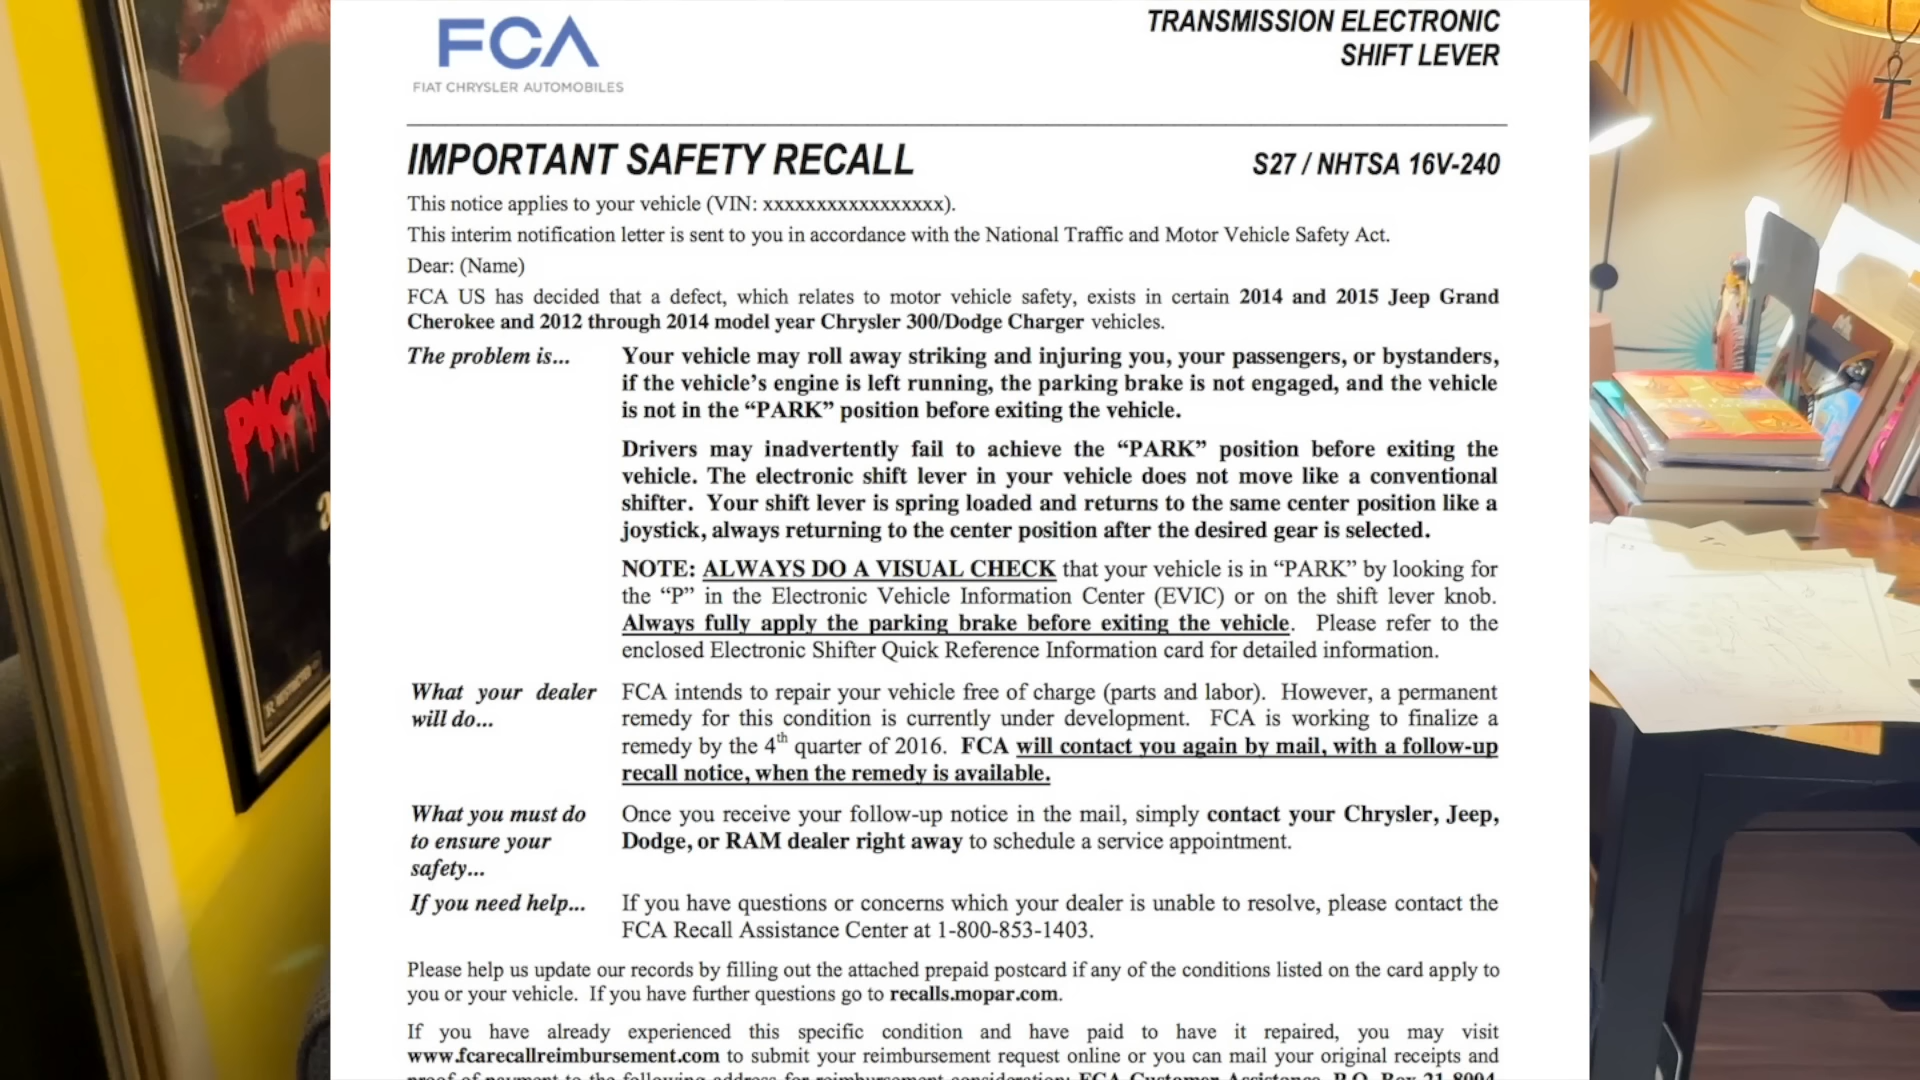 FCA
FIAT CHRYSLER AUTOMOBILES
TRANSMISSION ELECTRONIC
SHIFT LEVER
IMPORTANT SAFETY RECALL
S27 / NHTSA 16V-240
This notice applies to your vehicle (VIN: xxxxxxxxxxxxxxxxx).
This interim notification letter is sent to you in accordance with the National Traffic and Motor Vehicle Safety Act.
Dear: (Name)
FCA US has decided that a defect, which relates to motor vehicle safety, exists in certain 2014 and 2015 Jeep Grand
Cherokee and 2012 through 2014 model year Chrysler 300/Dodge Charger vehicles.
The problem is...
Your vehicle may roll away striking and injuring you, your passengers, or bystanders,
if the vehicle's engine is left running, the parking brake is not engaged, and the vehicle
is not in the “PARK” position before exiting the vehicle.
Drivers may inadvertently fail to achieve the “PARK” position before exiting the
vehicle. The electronic shift lever in your vehicle does not move like a conventional
shifter. Your shift lever is spring loaded and returns to the same center position like a
joystick, always returning to the center position after the desired gear is selected.
NOTE: ALWAYS DO A VISUAL CHECK that your vehicle is in “PARK” by looking for
the “P” in the Electronic Vehicle Information Center (EVIC) or on the shift lever knob.
Always fully apply the parking brake before exiting the vehicle. Please refer to the
enclosed Electronic Shifter Quick Reference Information card for detailed information.
What your dealer
will do...
FCA intends to repair your vehicle free of charge (parts and labor). However, a permanent
remedy for this condition is currently under development. FCA is working to finalize a
remedy by the 4th quarter of 2016. FCA will contact you again by mail, with a follow-up
recall notice, when the remedy is available.
What you must do
to ensure your
safety...
Once you receive your follow-up notice in the mail, simply contact your Chrysler, Jeep,
Dodge, or RAM dealer right away to schedule a service appointment.
If you need help...
If you have questions or concerns which your dealer is unable to resolve, please contact the
FCA Recall Assistance Center at 1-800-853-1403.
Please help us update our records by filling out the attached prepaid postcard if any of the conditions listed on the card apply to
you or your vehicle. If you have further questions go to recalls.mopar.com.
If you have already experienced this specific condition and have paid to have it repaired, you may visit
www.fcarecallreimbursement.com to submit your reimbursement request online or you can mail your original receipts and
proof of payment to the following address for reimbursement consideration: FCA Customer Assistance, P.O. Box 21-8004,
THE